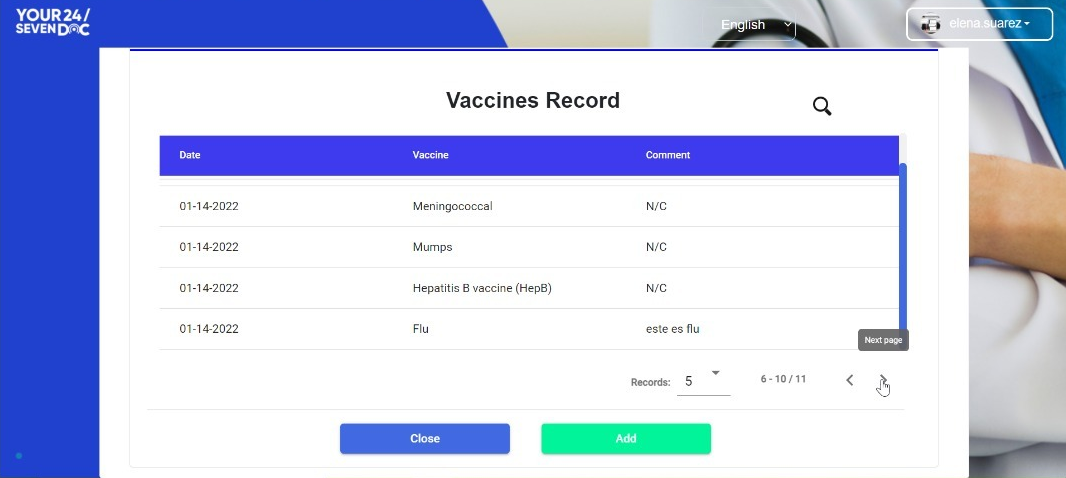 YOUR 24/
SEVEN DOC
English
elena.suarez
Vaccines Record
Date Vaccine Comment
01-14-2022 Meningococcal N/C
01-14-2022 Mumps N/C
01-14-2022 Hepatitis B vaccine (HepB) N/C
01-14-2022 Flu este es flu
Next page
Records: 5 6 - 10 / 11
Close Add